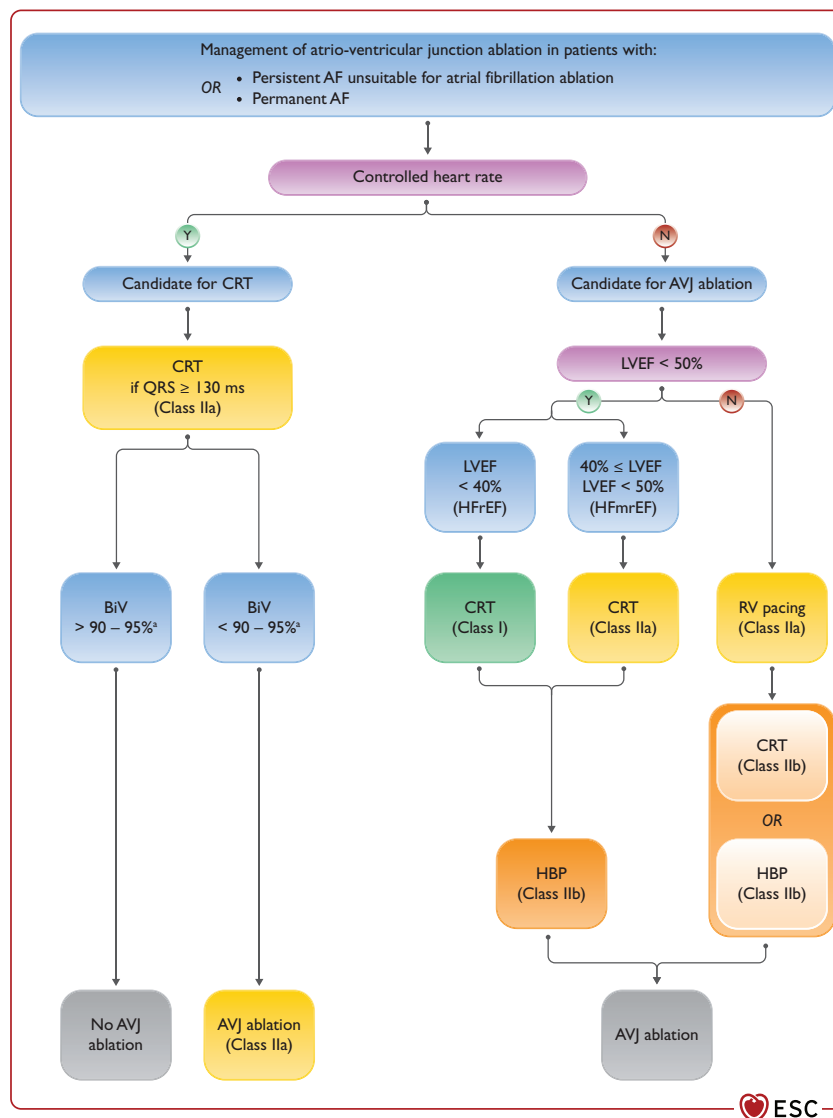 Management of atrio-ventricular junction ablation in patients with:
OR
• Persistent AF unsuitable for atrial fibrillation ablation
• Permanent AF
Controlled heart rate
Y
N
Candidate for CRT
Candidate for AVJ ablation
CRT
if QRS ≥ 130 ms
(Class IIa)
LVEF < 50%
Y
N
LVEF
< 40%
(HFrEF)
40% ≤ LVEF
LVEF < 50%
(HFmrEF)
BiV
> 90 – 95%ᵃ
BiV
< 90 – 95%ᵃ
CRT
(Class I)
CRT
(Class IIa)
RV pacing
(Class IIa)
CRT
(Class IIb)
OR
HBP
(Class IIb)
HBP
(Class IIb)
No AVJ
ablation
AVJ ablation
(Class IIa)
AVJ ablation
ESC